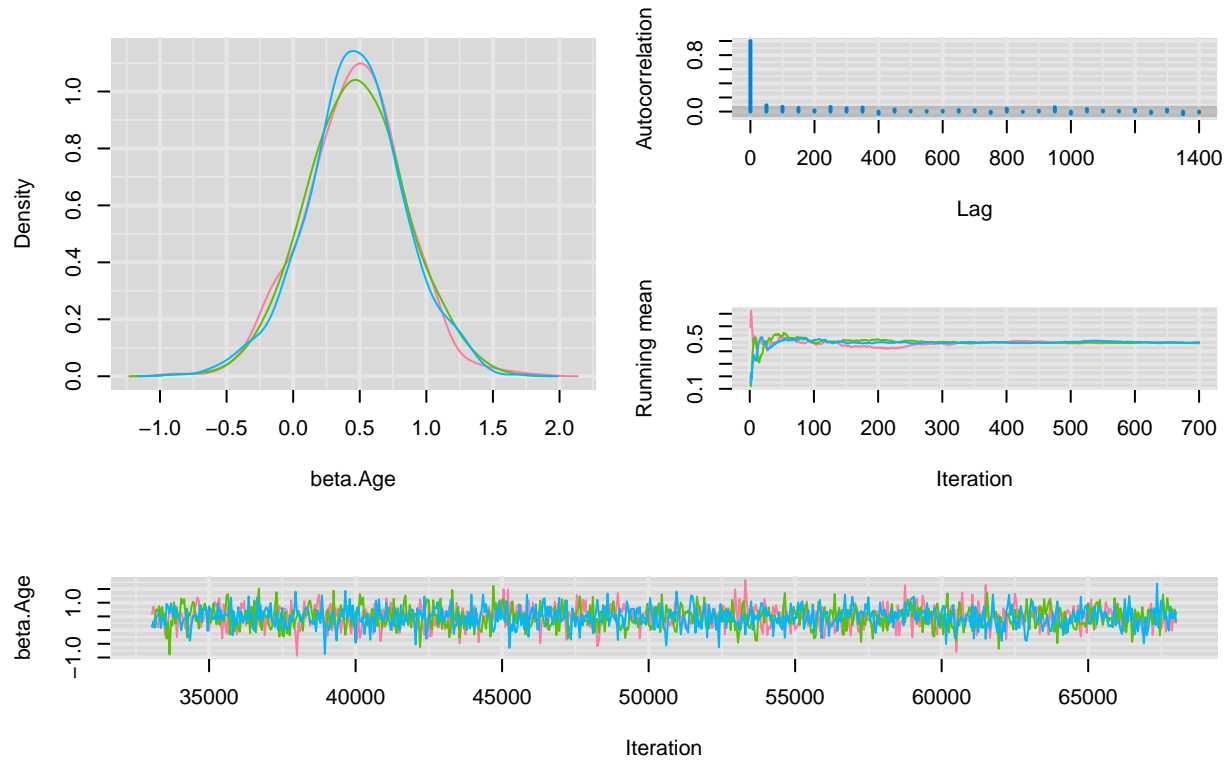 Density
0.0 0.2 0.4 0.6 0.8 1.0
−1.0 −0.5 0.0 0.5 1.0 1.5 2.0
beta.Age
Autocorrelation
0.0 0.8
0 200 400 600 800 1000 1400
Lag
Running mean
0.1 0.5
0 100 200 300 400 500 600 700
Iteration
beta.Age
−1.0 1.0
35000 40000 45000 50000 55000 60000 65000
Iteration